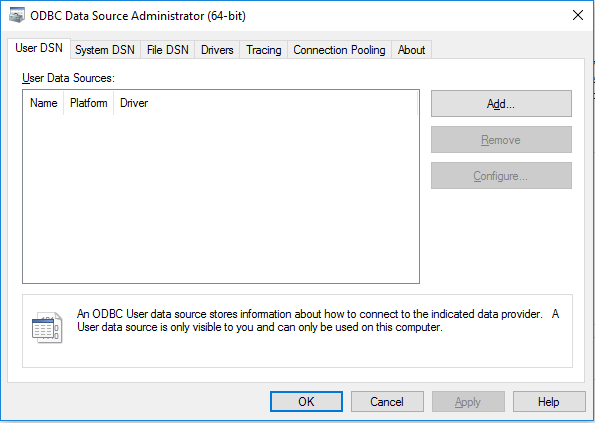 ODBC Data Source Administrator (64-bit)
User DSN System DSN File DSN Drivers Tracing Connection Pooling About
User Data Sources:
Name Platform Driver
Add...
Remove
Configure...
An ODBC User data source stores information about how to connect to the indicated data provider. A
User data source is only visible to you and can only be used on this computer.
OK Cancel Apply Help